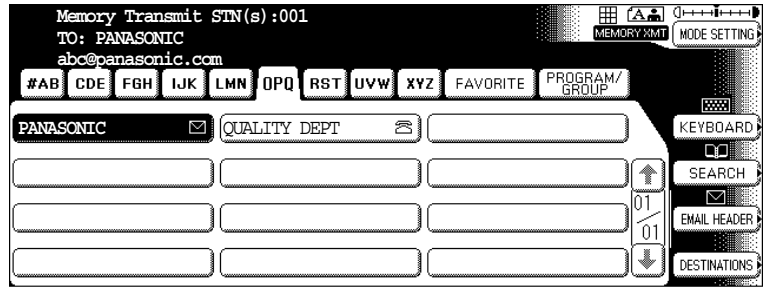 Memory Transmit STN(s):001
TO: PANASONIC
abc@panasonic.com
MEMORY XMT
MODE SETTING
#AB CDE FGH IJK LMN OPQ RST UVW XYZ FAVORITE PROGRAM/
GROUP
PANASONIC QUALITY DEPT
KEYBOARD
SEARCH
01
01
EMAIL HEADER
DESTINATIONS